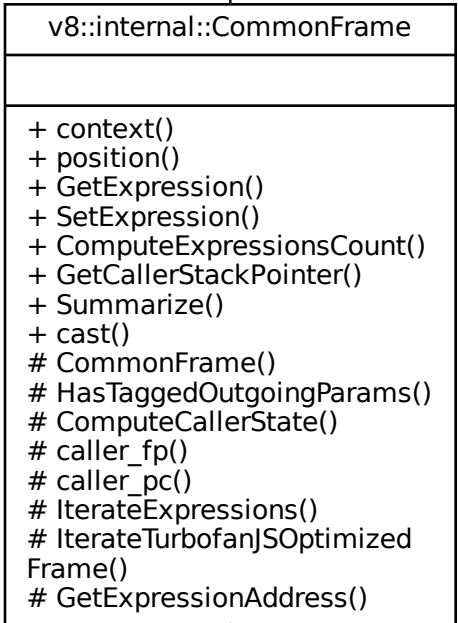 v8::internal::CommonFrame
+ context()
+ position()
+ GetExpression()
+ SetExpression()
+ ComputeExpressionsCount()
+ GetCallerStackPointer()
+ Summarize()
+ cast()
# CommonFrame()
# HasTaggedOutgoingParams()
# ComputeCallerState()
# caller_fp()
# caller_pc()
# IterateExpressions()
# IterateTurbofanJSOptimized
Frame()
# GetExpressionAddress()